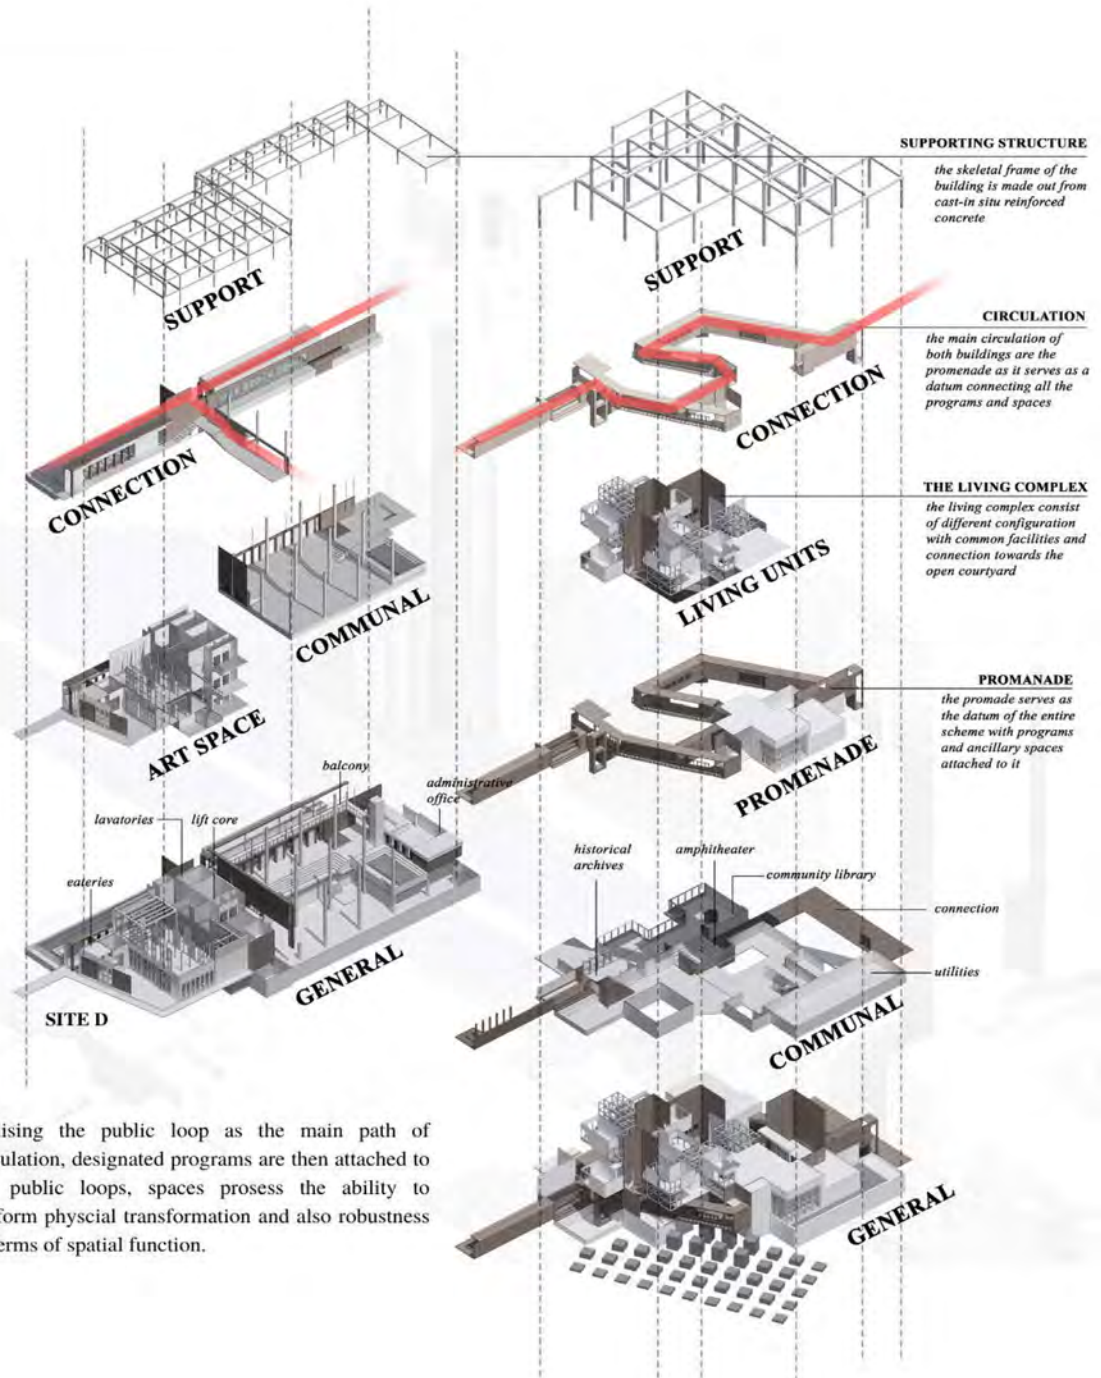 SUPPORTING STRUCTURE
the skeletal frame of the
building is made out from
cast-in situ reinforced
concrete
SUPPORT
SUPPORT
CIRCULATION
the main circulation of
both buildings are the
promenade as it serves as a
datum connecting all the
programs and spaces
CONNECTION
CONNECTION
THE LIVING COMPLEX
the living complex consist
of different configuration
with common facilities and
connection towards the
open courtyard
LIVING UNITS
COMMUNAL
PROMANADE
the promade serves as
the datum of the entire
scheme with programs
and ancillary spaces
attached to it
ART SPACE
PROMENADE
balcony
administrative
office
lavatories
lift core
eateries
GENERAL
SITE D
historical
archives
amphitheater
community library
connection
utilities
COMMUNAL
GENERAL
the public loop as the main path of
designated programs are then attached to
public loops, spaces prosess the ability to
physcial transformation and also robustness
of spatial function.